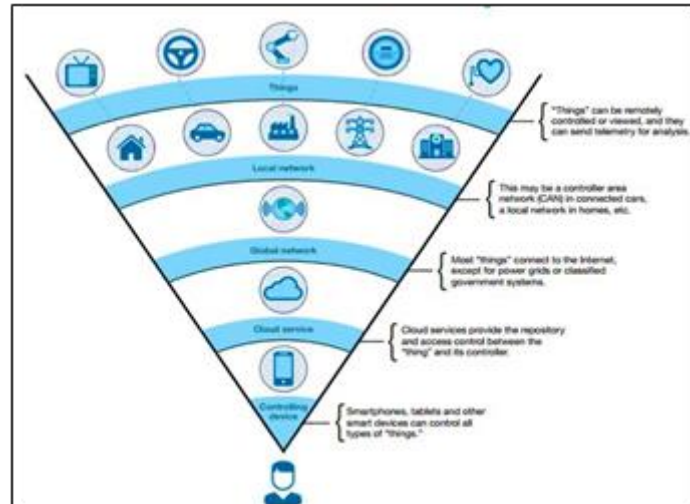 Things
"Things" can be remotely
controlled or viewed, and they
can send telemetry for analysis.
Local network
This may be a controller area
network (CAN) in connected cars,
a local network in homes, etc.
Global network
Most "things" connect to the Internet,
except for power grids or classified
government systems.
Cloud service
Cloud services provide the repository
and access control between the
"thing" and its controller.
Controlling
device
Smartphones, tablets and other
smart devices can control all
types of "things."